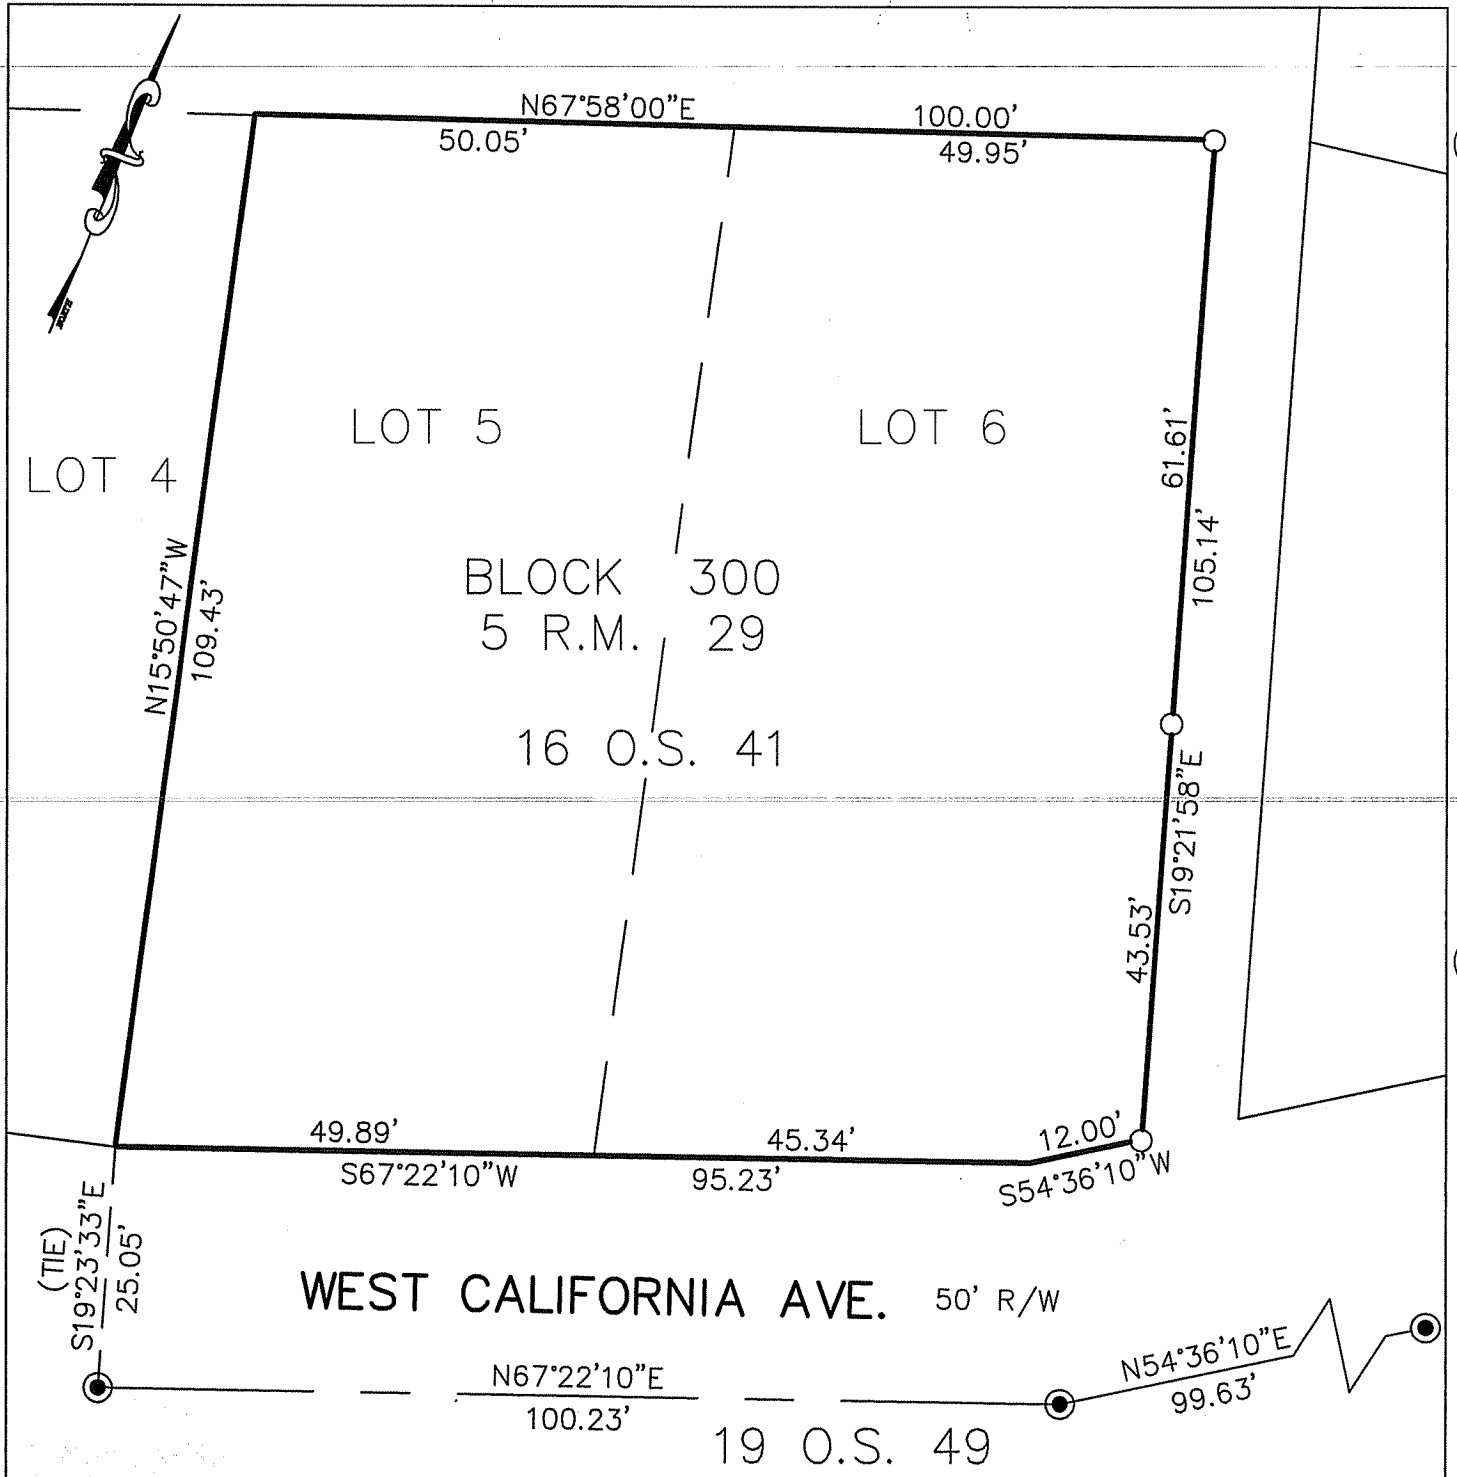 N67°58'00"E
100.00'
50.05'
49.95'
NORTH
LOT 5
LOT 6
LOT 4
61.61'
105.14'
N15°50'47"W
109.43'
BLOCK 300
5 R.M. 29
16 O.S. 41
S19°21'58"E
43.53'
49.89'
45.34'
12.00'
S67°22'10"W
95.23'
S54°36'10"W
(TIE)
S19°23'33"E
25.05'
WEST CALIFORNIA AVE. 50' R/W
N67°22'10"E
100.23'
N54°36'10"E
99.63'
19 O.S. 49